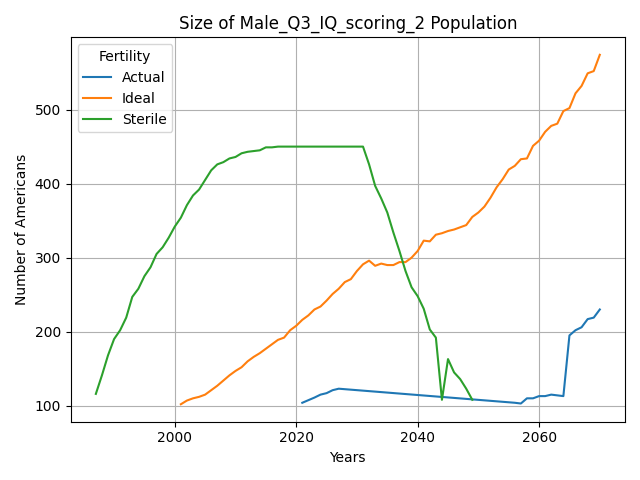 Size of Male_Q3_IQ_scoring_2 Population
Fertility
Actual
Ideal
Sterile
Number of Americans
500
400
300
200
100
2000
2020
2040
2060
Years